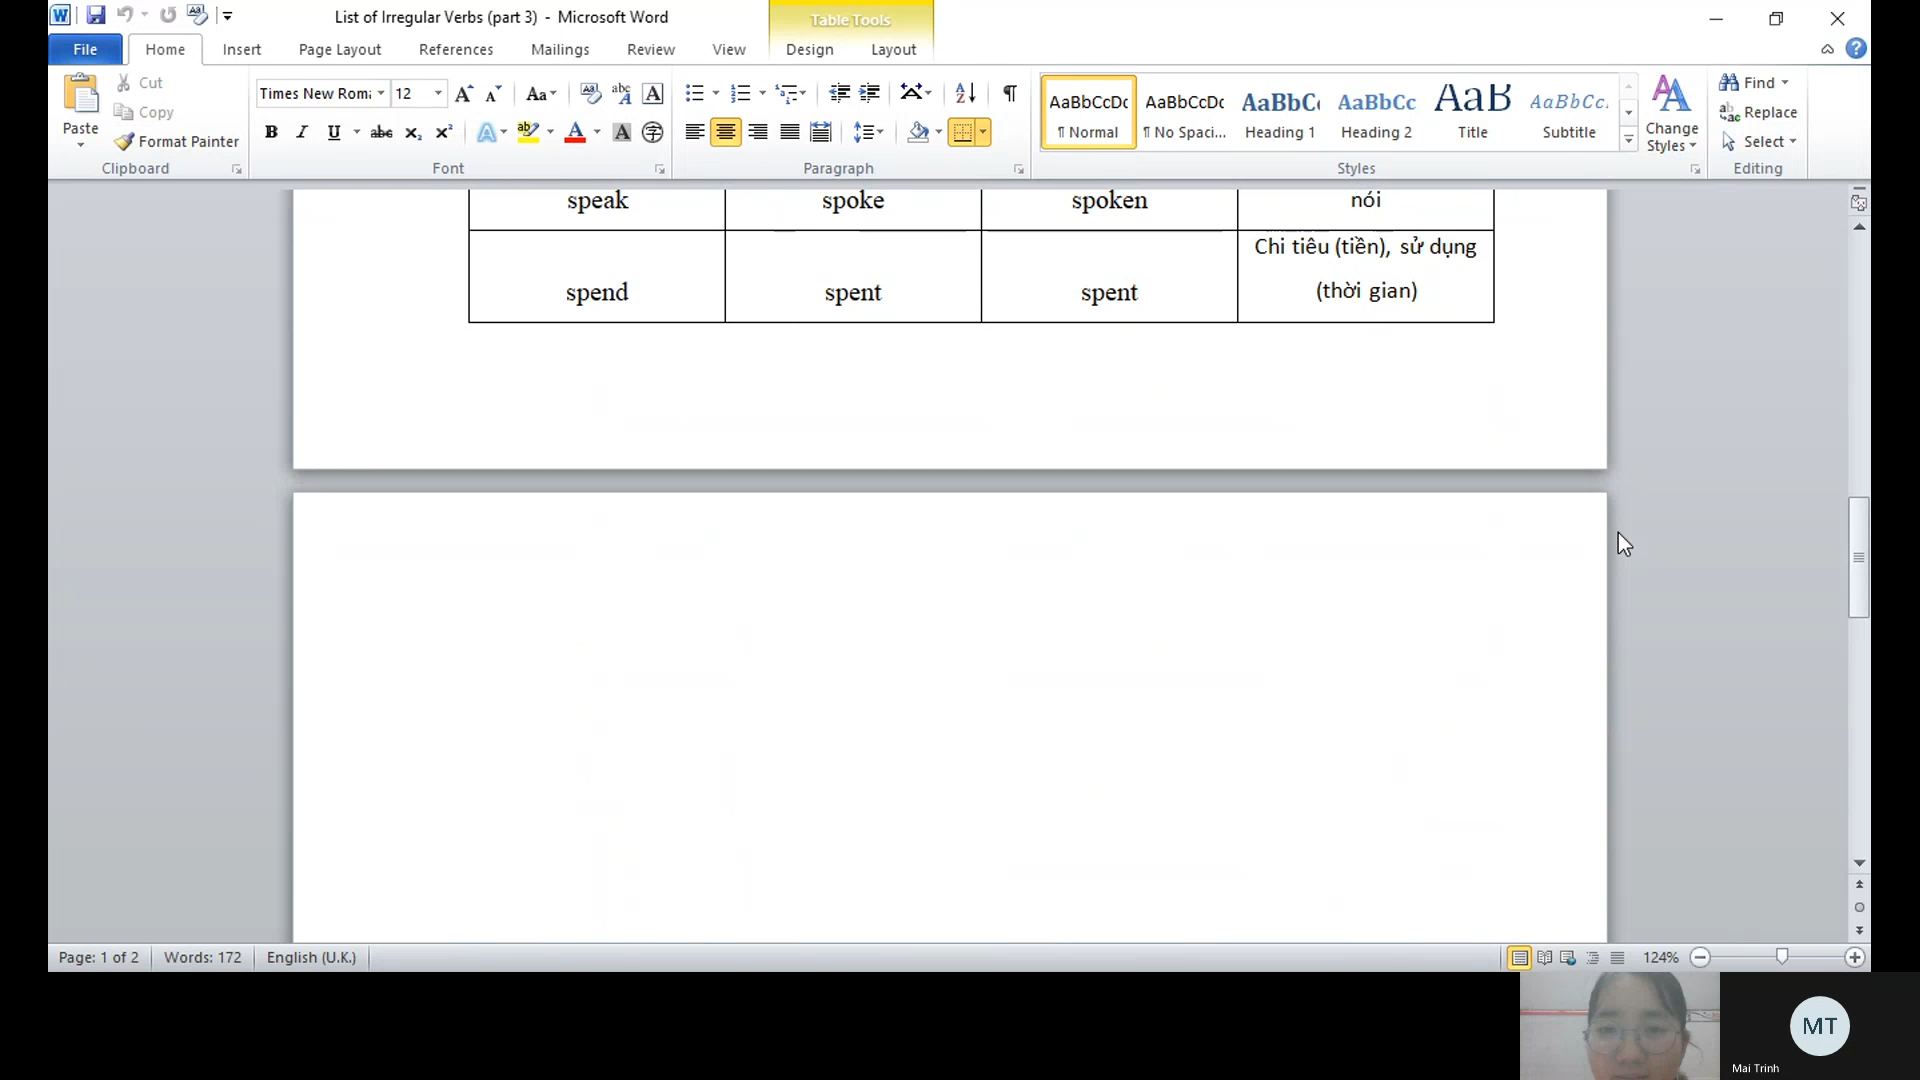 List of Irregular Verbs (part 3) - Microsoft Word
Table Tools
File Home Insert Page Layout References Mailings Review View Design Layout
Paste
Cut
Copy
Format Painter
Clipboard
Times New Roma 12
Font
Paragraph
AaBbCcDc AaBbCcDc AaBbC AaBbCc AaB AaBbCc.
¶ Normal ¶ No Spaci... Heading 1 Heading 2 Title Subtitle
Change
Styles
Styles
Find
Replace
Select
Editing
speak spoke spoken nói
spend spent spent Chi tiêu (tiền), sử dụng
(thời gian)
Page: 1 of 2 Words: 172 English (U.K.) 124%
MT
Mai Trinh